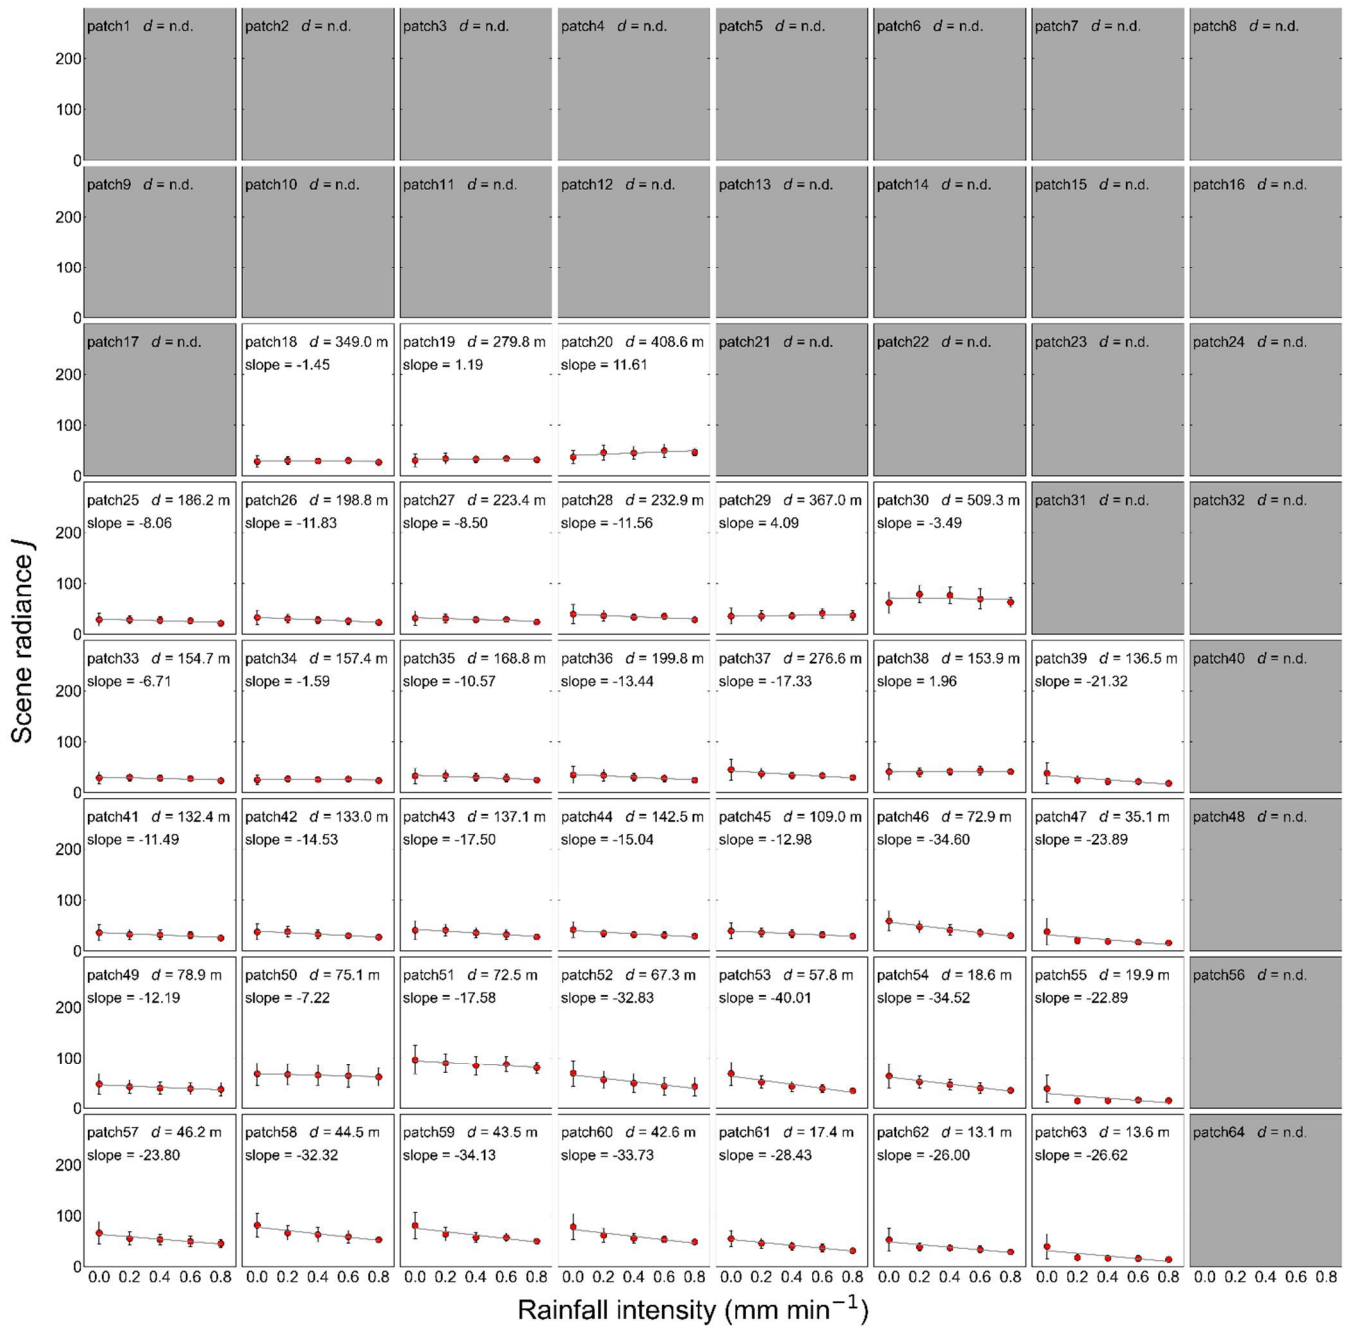 patch1 d = n.d. patch2 d = n.d. patch3 d = n.d. patch4 d = n.d. patch5 d = n.d. patch6 d = n.d. patch7 d = n.d. patch8 d = n.d.
200
100
0
patch9 d = n.d. patch10 d = n.d. patch11 d = n.d. patch12 d = n.d. patch13 d = n.d. patch14 d = n.d. patch15 d = n.d. patch16 d = n.d.
200
100
0
patch17 d = n.d. patch18 d = 349.0 m patch19 d = 279.8 m patch20 d = 408.6 m patch21 d = n.d. patch22 d = n.d. patch23 d = n.d. patch24 d = n.d.
slope = -1.45 slope = 1.19 slope = 11.61
200
100
0
patch25 d = 186.2 m patch26 d = 198.8 m patch27 d = 223.4 m patch28 d = 232.9 m patch29 d = 367.0 m patch30 d = 509.3 m patch31 d = n.d. patch32 d = n.d.
slope = -8.06 slope = -11.83 slope = -8.50 slope = -11.56 slope = 4.09 slope = -3.49
200
100
0
Scene radiance J
patch33 d = 154.7 m patch34 d = 157.4 m patch35 d = 168.8 m patch36 d = 199.8 m patch37 d = 276.6 m patch38 d = 153.9 m patch39 d = 136.5 m patch40 d = n.d.
slope = -6.71 slope = -1.59 slope = -10.57 slope = -13.44 slope = -17.33 slope = 1.96 slope = -21.32
200
100
0
patch41 d = 132.4 m patch42 d = 133.0 m patch43 d = 137.1 m patch44 d = 142.5 m patch45 d = 109.0 m patch46 d = 72.9 m patch47 d = 35.1 m patch48 d = n.d.
slope = -11.49 slope = -14.53 slope = -17.50 slope = -15.04 slope = -12.98 slope = -34.60 slope = -23.89
200
100
0
patch49 d = 78.9 m patch50 d = 75.1 m patch51 d = 72.5 m patch52 d = 67.3 m patch53 d = 57.8 m patch54 d = 18.6 m patch55 d = 19.9 m patch56 d = n.d.
slope = -12.19 slope = -7.22 slope = -17.58 slope = -32.83 slope = -40.01 slope = -34.52 slope = -22.89
200
100
0
patch57 d = 46.2 m patch58 d = 44.5 m patch59 d = 43.5 m patch60 d = 42.6 m patch61 d = 17.4 m patch62 d = 13.1 m patch63 d = 13.6 m patch64 d = n.d.
slope = -23.80 slope = -32.32 slope = -34.13 slope = -33.73 slope = -28.43 slope = -26.00 slope = -26.62
200
100
0
0.0 0.2 0.4 0.6 0.8 0.0 0.2 0.4 0.6 0.8 0.0 0.2 0.4 0.6 0.8 0.0 0.2 0.4 0.6 0.8 0.0 0.2 0.4 0.6 0.8 0.0 0.2 0.4 0.6 0.8 0.0 0.2 0.4 0.6 0.8 0.0 0.2 0.4 0.6 0.8
Rainfall intensity (mm min⁻¹)